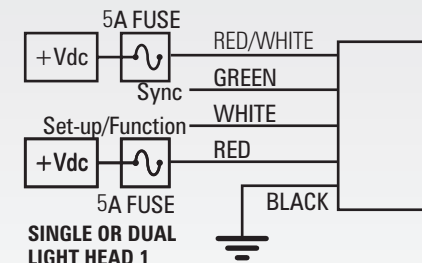 5A FUSE
+Vdc
RED/WHITE
GREEN
Sync
WHITE
Set-up/Function
RED
+Vdc
5A FUSE
BLACK
SINGLE OR DUAL
LIGHT HEAD 1